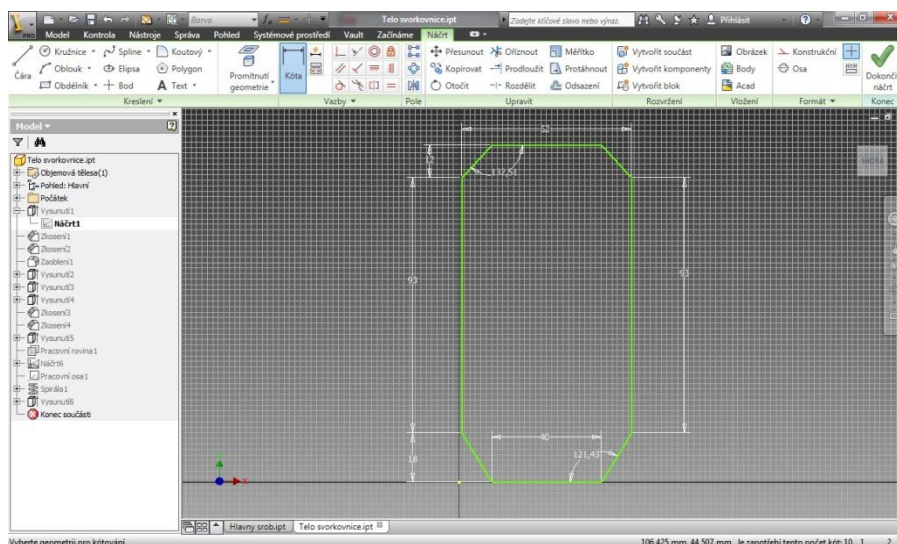 Barva
Telo svorkovnice.ipt
Zadejte klíčové slovo nebo výraz.
Přihlásit
PRO
Model Kontrola Nástroje Správa Pohled Systémové prostředí Vault Začínáme Náčrt
Čára
Kružnice Spline Koutový
Oblouk Elipsa Polygon
Obdélník Bod Text
Promítnutí geometrie
Kóta
Přesunout Oříznout Měřítko
Kopírovat Prodloužit Protáhnout
Otočit Rozdělit Odsazení
Vytvořit součást
Vytvořit komponenty
Vytvořit blok
Obrázek
Body
Acad
Konstrukční
Osa
Dokonči náčrt
Kreslení Vazby Pole Upravit Rozvržení Vložení Formát Konec
Model
Telo svorkovnice.ipt
Objemová tělesa(1)
Pohled: Hlavní
Počátek
Vysunutí1
Náčrt1
Zkosení1
Zkosení2
Zaoblení1
Vysunutí2
Vysunutí3
Vysunutí4
Zkosení3
Zkosení4
Vysunutí5
Pracovní rovina1
Náčrt6
Pracovní osa1
Spirála1
Vysunutí6
Konec součásti
52
12
132,51
93
93
40
18
121,43
Hlavny srob.ipt Telo svorkovnice.ipt
Vyberte geometrii pro kótování
106,425 mm, 44,507 mm Je zapotřebí tento počet kót: 10 1 2